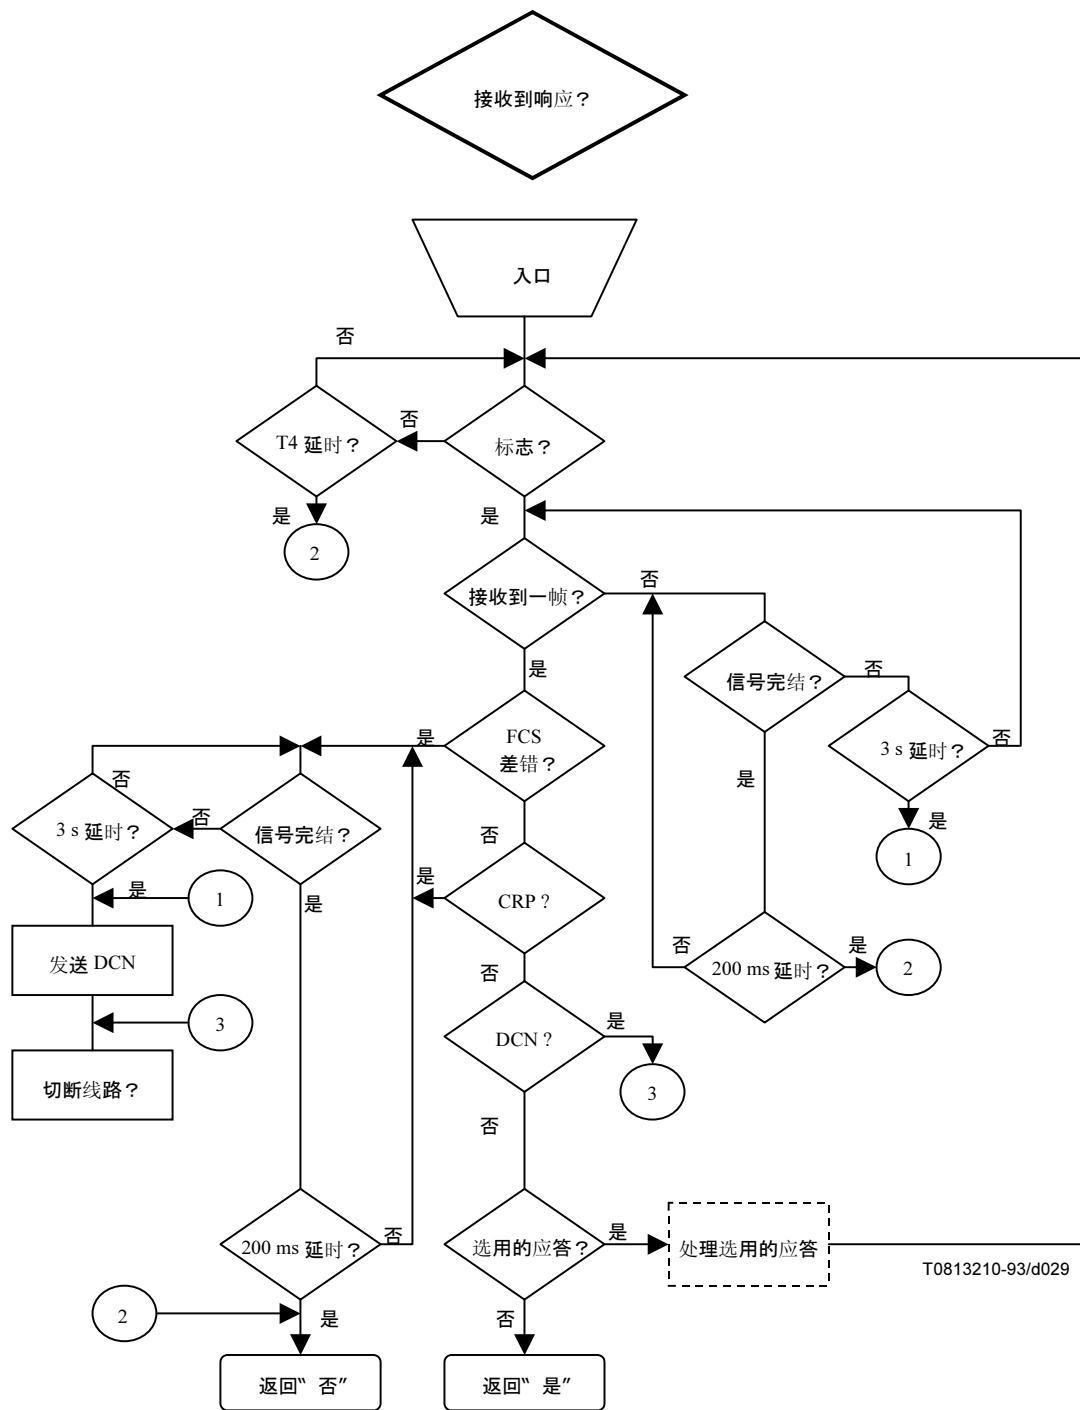 接收到响应？
入口
否
T4 延时？
否
标志？
是
2
是
接收到一帧？
否
信号完结？
否
3 s 延时？
否
是
1
是
是
FCS
差错？
是
否
3 s 延时？
否
信号完结？
否
是
1
是
是
CRP？
发送 DCN
否
200 ms 延时？
是
2
否
3
DCN？
是
3
切断线路？
否
200 ms 延时？
否
选用的应答？
是
处理选用的应答
T0813210-93/d029
2
是
否
返回“ 否”
返回“ 是”